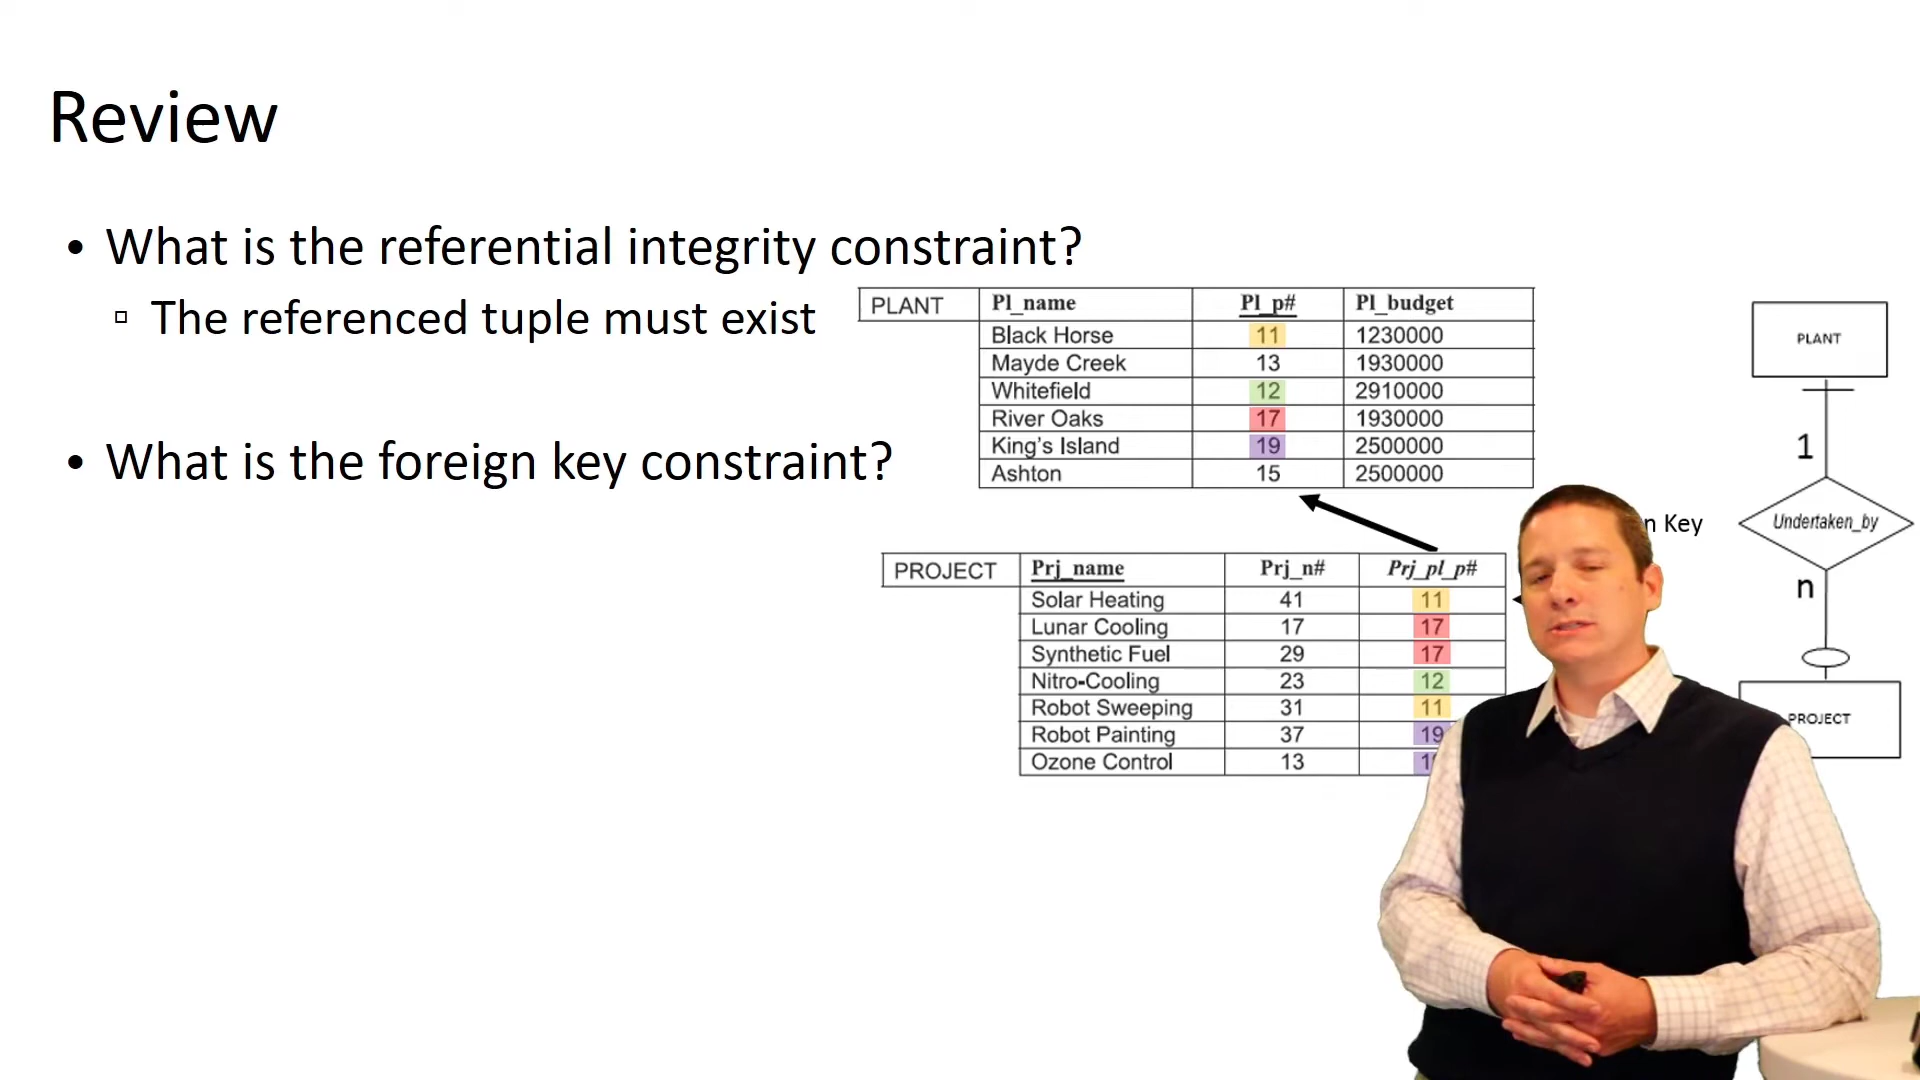 Review
• What is the referential integrity constraint?
▫ The referenced tuple must exist
• What is the foreign key constraint?
PLANT Pl_name Pl_p# Pl_budget
Black Horse 11 1230000
Mayde Creek 13 1930000
Whitefield 12 2910000
River Oaks 17 1930000
King's Island 19 2500000
Ashton 15 2500000
Key
PROJECT Prj_name Prj_n# Prj_pl_p#
Solar Heating 41 11
Lunar Cooling 17 17
Synthetic Fuel 29 17
Nitro-Cooling 23 12
Robot Sweeping 31 11
Robot Painting 37 19
Ozone Control 13
PLANT
1
Undertaken_by
n
PROJECT